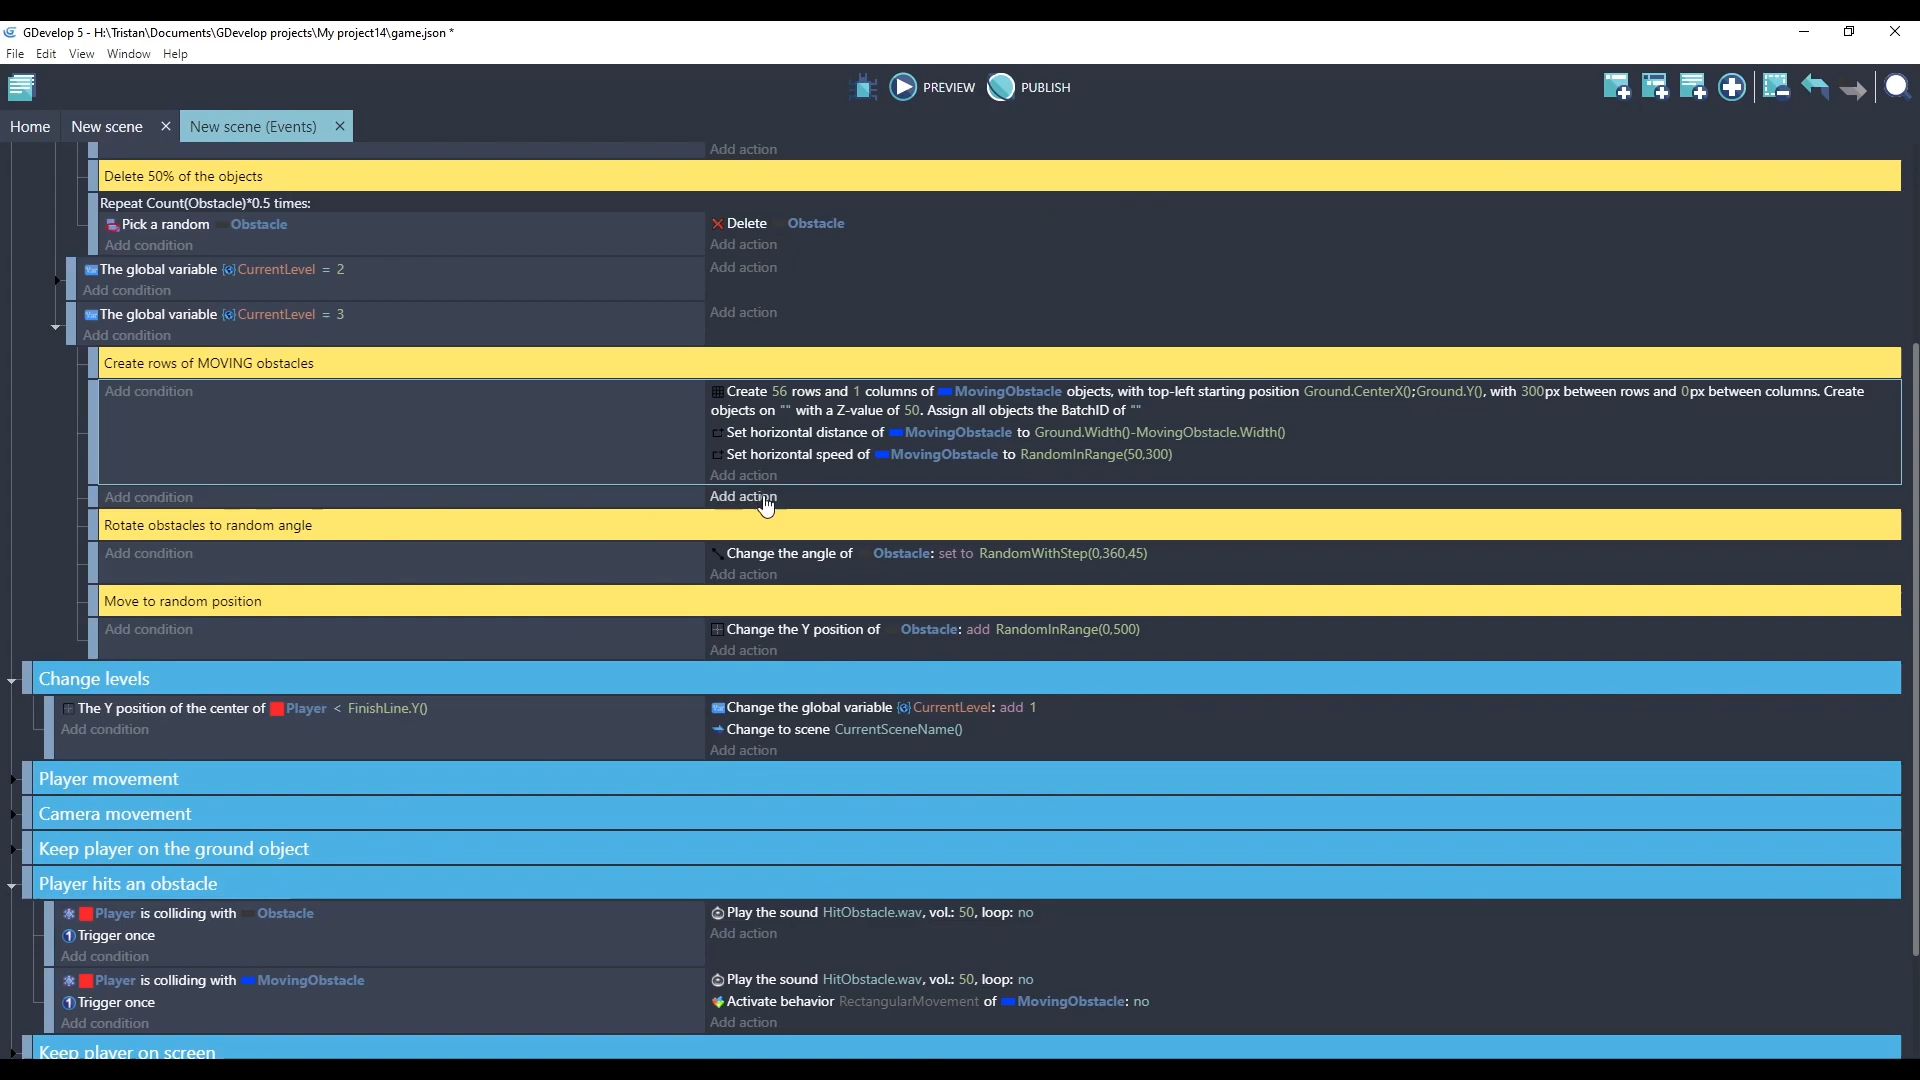 GDevelop 5 - H:\Tristan\Documents\GDevelop projects\My project14\game.json *
File Edit View Window Help
PREVIEW PUBLISH
Home New scene New scene (Events)
Add action
Delete 50% of the objects
Repeat Count(Obstacle)*0.5 times:
Pick a random Obstacle Delete Obstacle
Add condition Add action
The global variable CurrentLevel = 2 Add action
Add condition
The global variable CurrentLevel = 3 Add action
Add condition
Create rows of MOVING obstacles
Add condition Create 56 rows and 1 columns of MovingObstacle objects, with top-left starting position Ground.CenterX();Ground.Y(), with 300px between rows and 0px between columns. Create
objects on "" with a Z-value of 50. Assign all objects the BatchID of ""
Set horizontal distance of MovingObstacle to Ground.Width()-MovingObstacle.Width()
Set horizontal speed of MovingObstacle to RandomInRange(50,300)
Add action
Add condition Add action
Rotate obstacles to random angle
Add condition Change the angle of Obstacle: set to RandomWithStep(0,360,45)
Add action
Move to random position
Add condition Change the Y position of Obstacle: add RandomInRange(0,500)
Add action
Change levels
The Y position of the center of Player < FinishLine.Y() Change the global variable CurrentLevel: add 1
Add condition Change to scene CurrentSceneName()
Add action
Player movement
Camera movement
Keep player on the ground object
Player hits an obstacle
Player is colliding with Obstacle Play the sound HitObstacle.wav, vol.: 50, loop: no
Trigger once Add action
Add condition
Player is colliding with MovingObstacle Play the sound HitObstacle.wav, vol.: 50, loop: no
Trigger once Activate behavior RectangularMovement of MovingObstacle: no
Add condition Add action
Keep player on screen